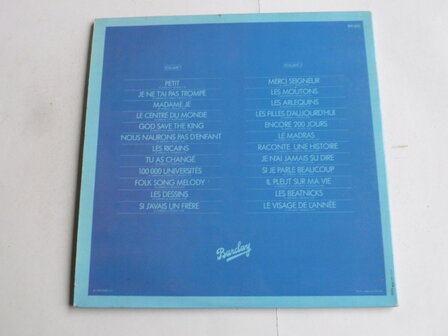 VOLUME 1
PETIT
JE NE T'AI PAS TROMPÉ
MADAME JE
LE CENTRE DU MONDE
GOD SAVE THE KING
NOUS N'AURONS PAS D'ENFANT
LES RICAINS
TU AS CHANGÉ
100 000 UNIVERSITÉS
FOLK SONG MELODY
LES DESSINS
SI J'AVAIS UN FRÈRE
VOLUME 2
MERCI SEIGNEUR
LES MOUTONS
LES ARLEQUINS
LES FILLES D'AUJOURD'HUI
ENCORE 200 JOURS
LE MADRAS
RACONTE UNE HISTOIRE
JE N'AI JAMAIS SU DIRE
SI JE PARLE BEAUCOUP
IL PLEUT SUR MA VIE
LES BEATNICKS
LE VISAGE DE L'ANNÉE
Barclay